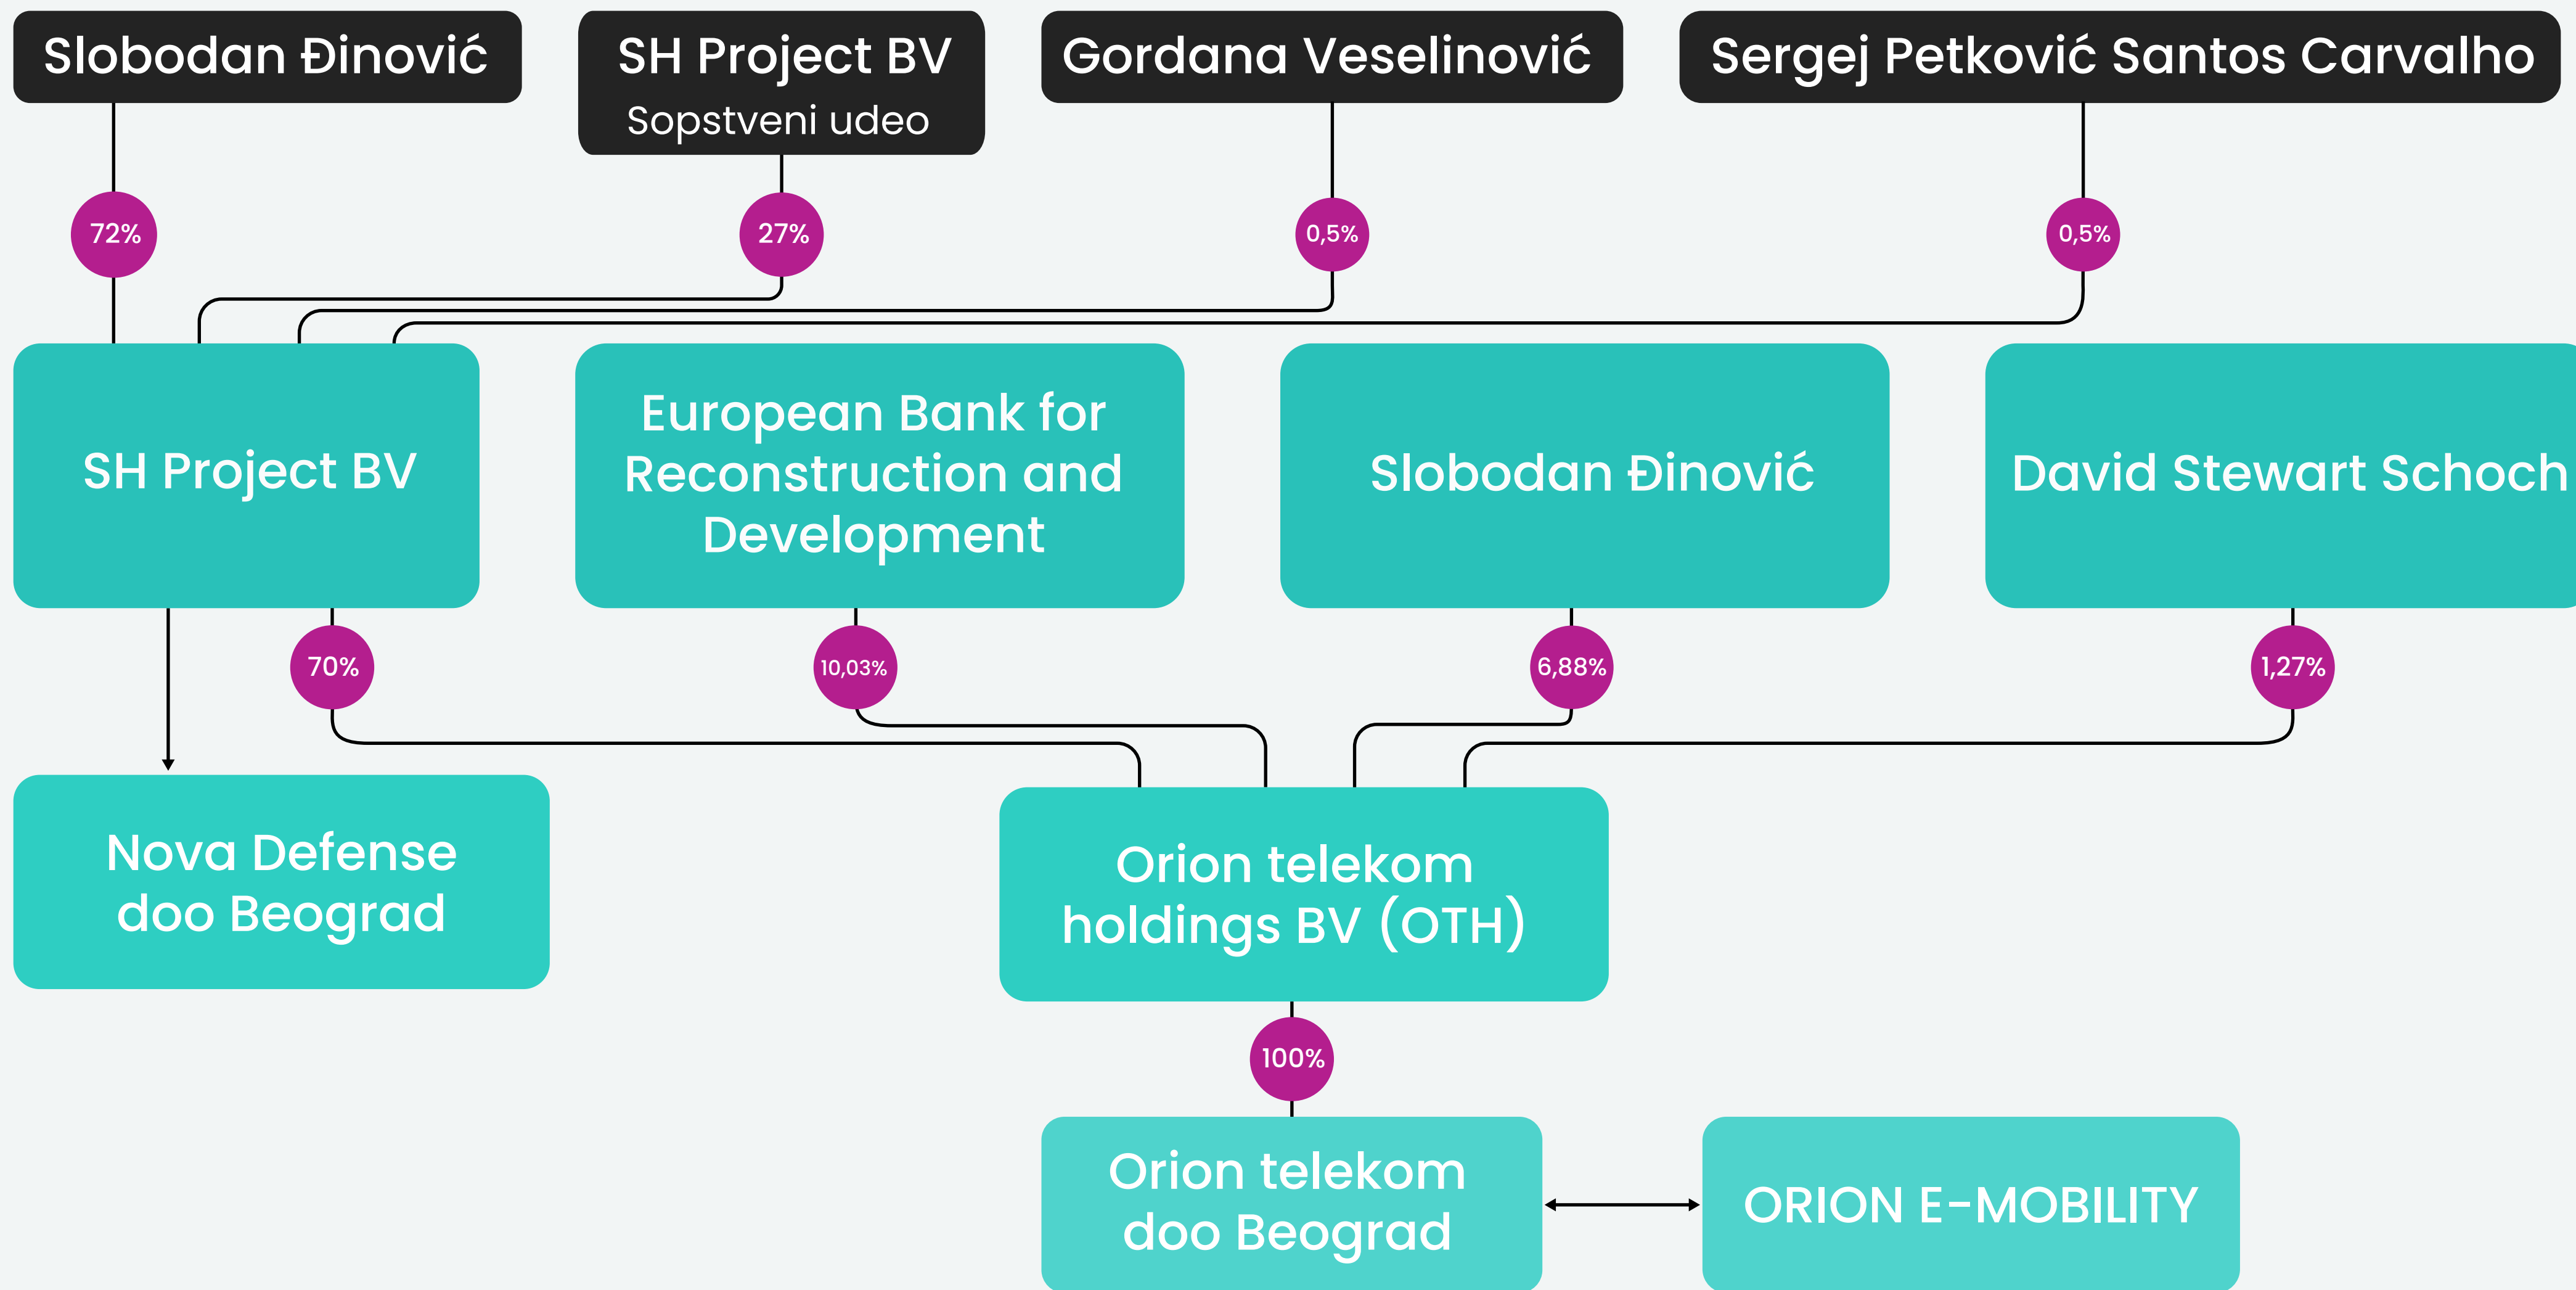 Slobodan Đinović
SH Project BV
Sopstveni udeo
Gordana Veselinović
Sergej Petković Santos Carvalho
72%
27%
0,5%
0,5%
SH Project BV
European Bank for
Reconstruction and
Development
Slobodan Đinović
David Stewart Schoch
70%
10,03%
6,88%
1,27%
Nova Defense
doo Beograd
Orion telekom
holdings BV (OTH)
100%
Orion telekom
doo Beograd
ORION E-MOBILITY